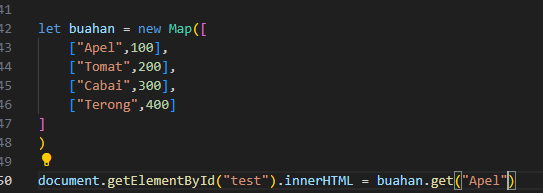 41
42 let buahan = new Map([
43 ["Apel",100],
44 ["Tomat",200],
45 ["Cabai",300],
46 ["Terong",400]
47 ]
48 )
49
50 document.getElementById("test").innerHTML = buahan.get("Apel")